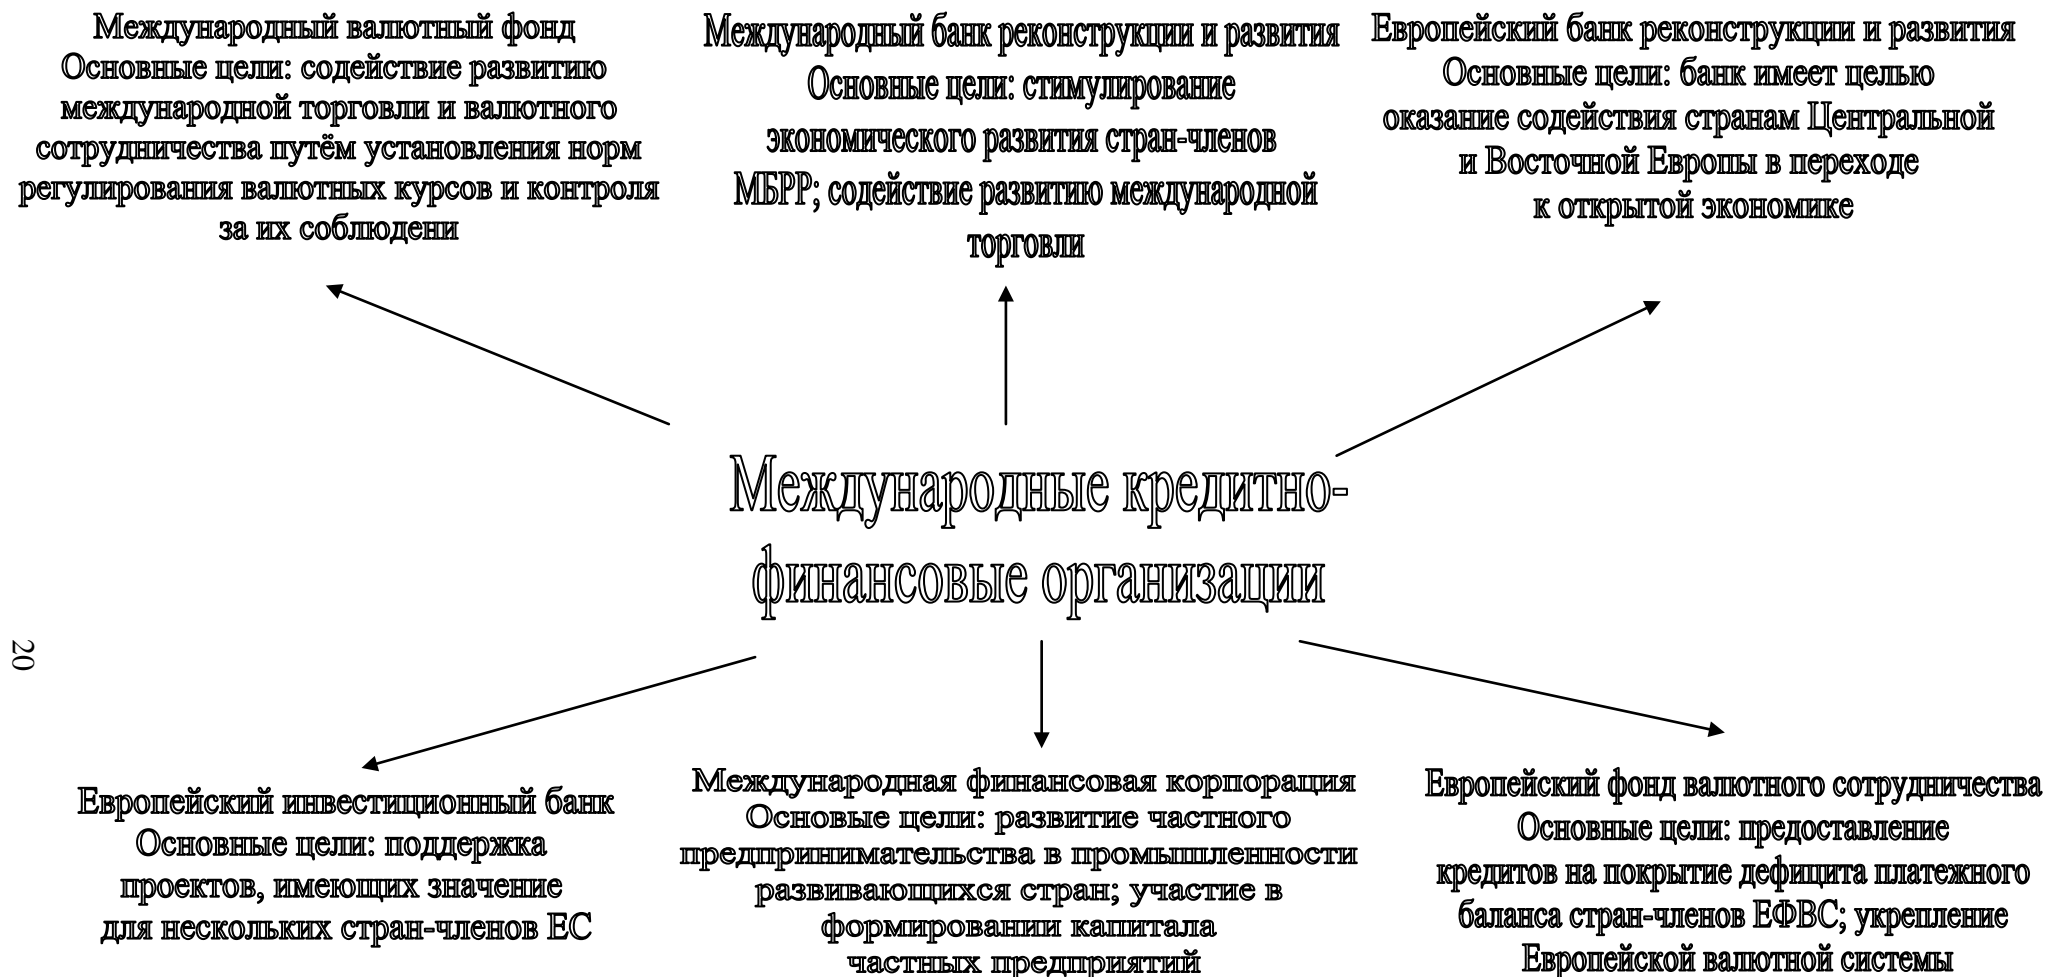 Международный валютный фонд
Основные цели: содействие развитию
международной торговли и валютного
сотрудничества путём установления норм
регулирования валютных курсов и контроля
за их соблюдени
Международный банк реконструкции и развития
Основные цели: стимулирование
экономического развития стран-членов
МБРР; содействие развитию международной
торговли
Европейский банк реконструкции и развития
Основные цели: банк имеет целью
оказание содействия странам Центральной
и Восточной Европы в переходе
к открытой экономике
Международные кредитно-
финансовые организации
20
Европейский инвестиционный банк
Основные цели: поддержка
проектов, имеющих значение
для нескольких стран-членов ЕС
Международная финансовая корпорация
Основые цели: развитие частного
предпринимательства в промышленности
развивающихся стран; участие в
формировании капитала
частных предприятий
Европейский фонд валютного сотрудничества
Основные цели: предоставление
кредитов на покрытие дефицита платежного
баланса стран-членов ЕФВС; укрепление
Европейской валютной системы